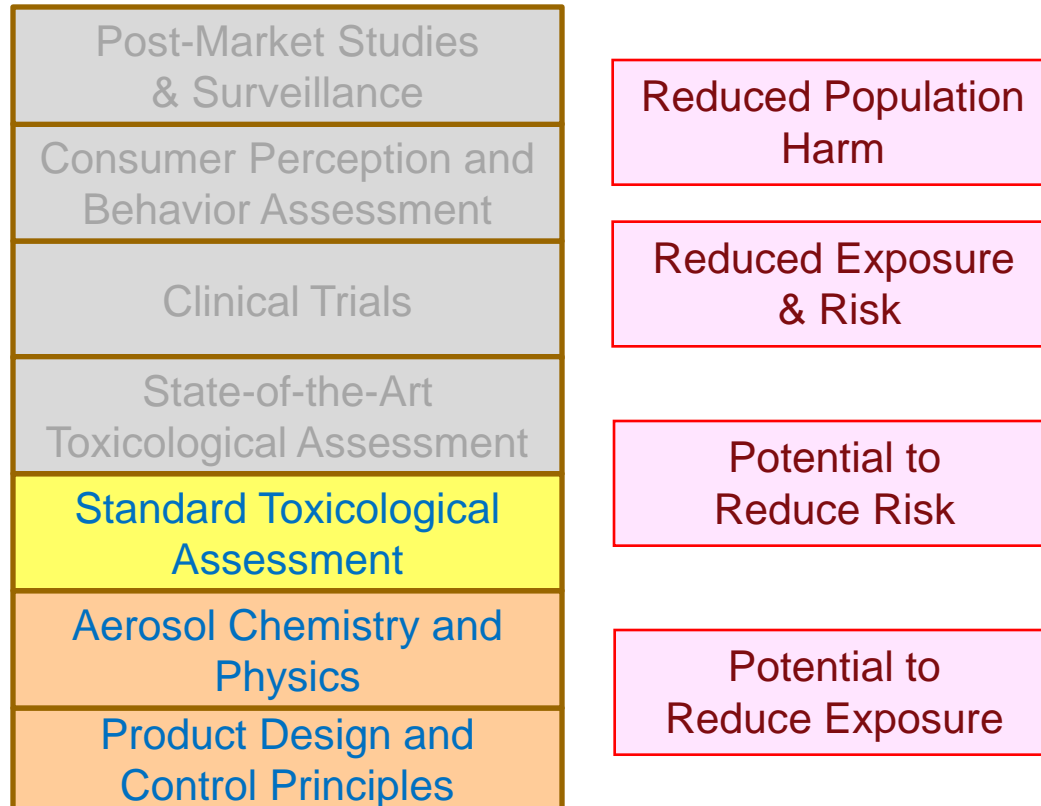 Post-Market Studies
& Surveillance
Consumer Perception and
Behavior Assessment
Clinical Trials
State-of-the-Art
Toxicological Assessment
Standard Toxicological
Assessment
Aerosol Chemistry and
Physics
Product Design and
Control Principles
Reduced Population
Harm
Reduced Exposure
& Risk
Potential to
Reduce Risk
Potential to
Reduce Exposure